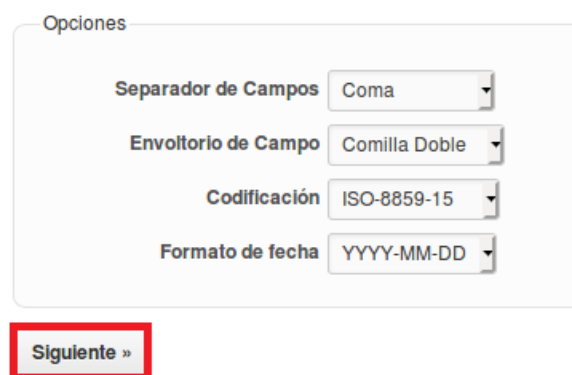 Opciones
Separador de Campos Coma
Envoltorio de Campo Comilla Doble
Codificación ISO-8859-15
Formato de fecha YYYY-MM-DD
Siguiente »